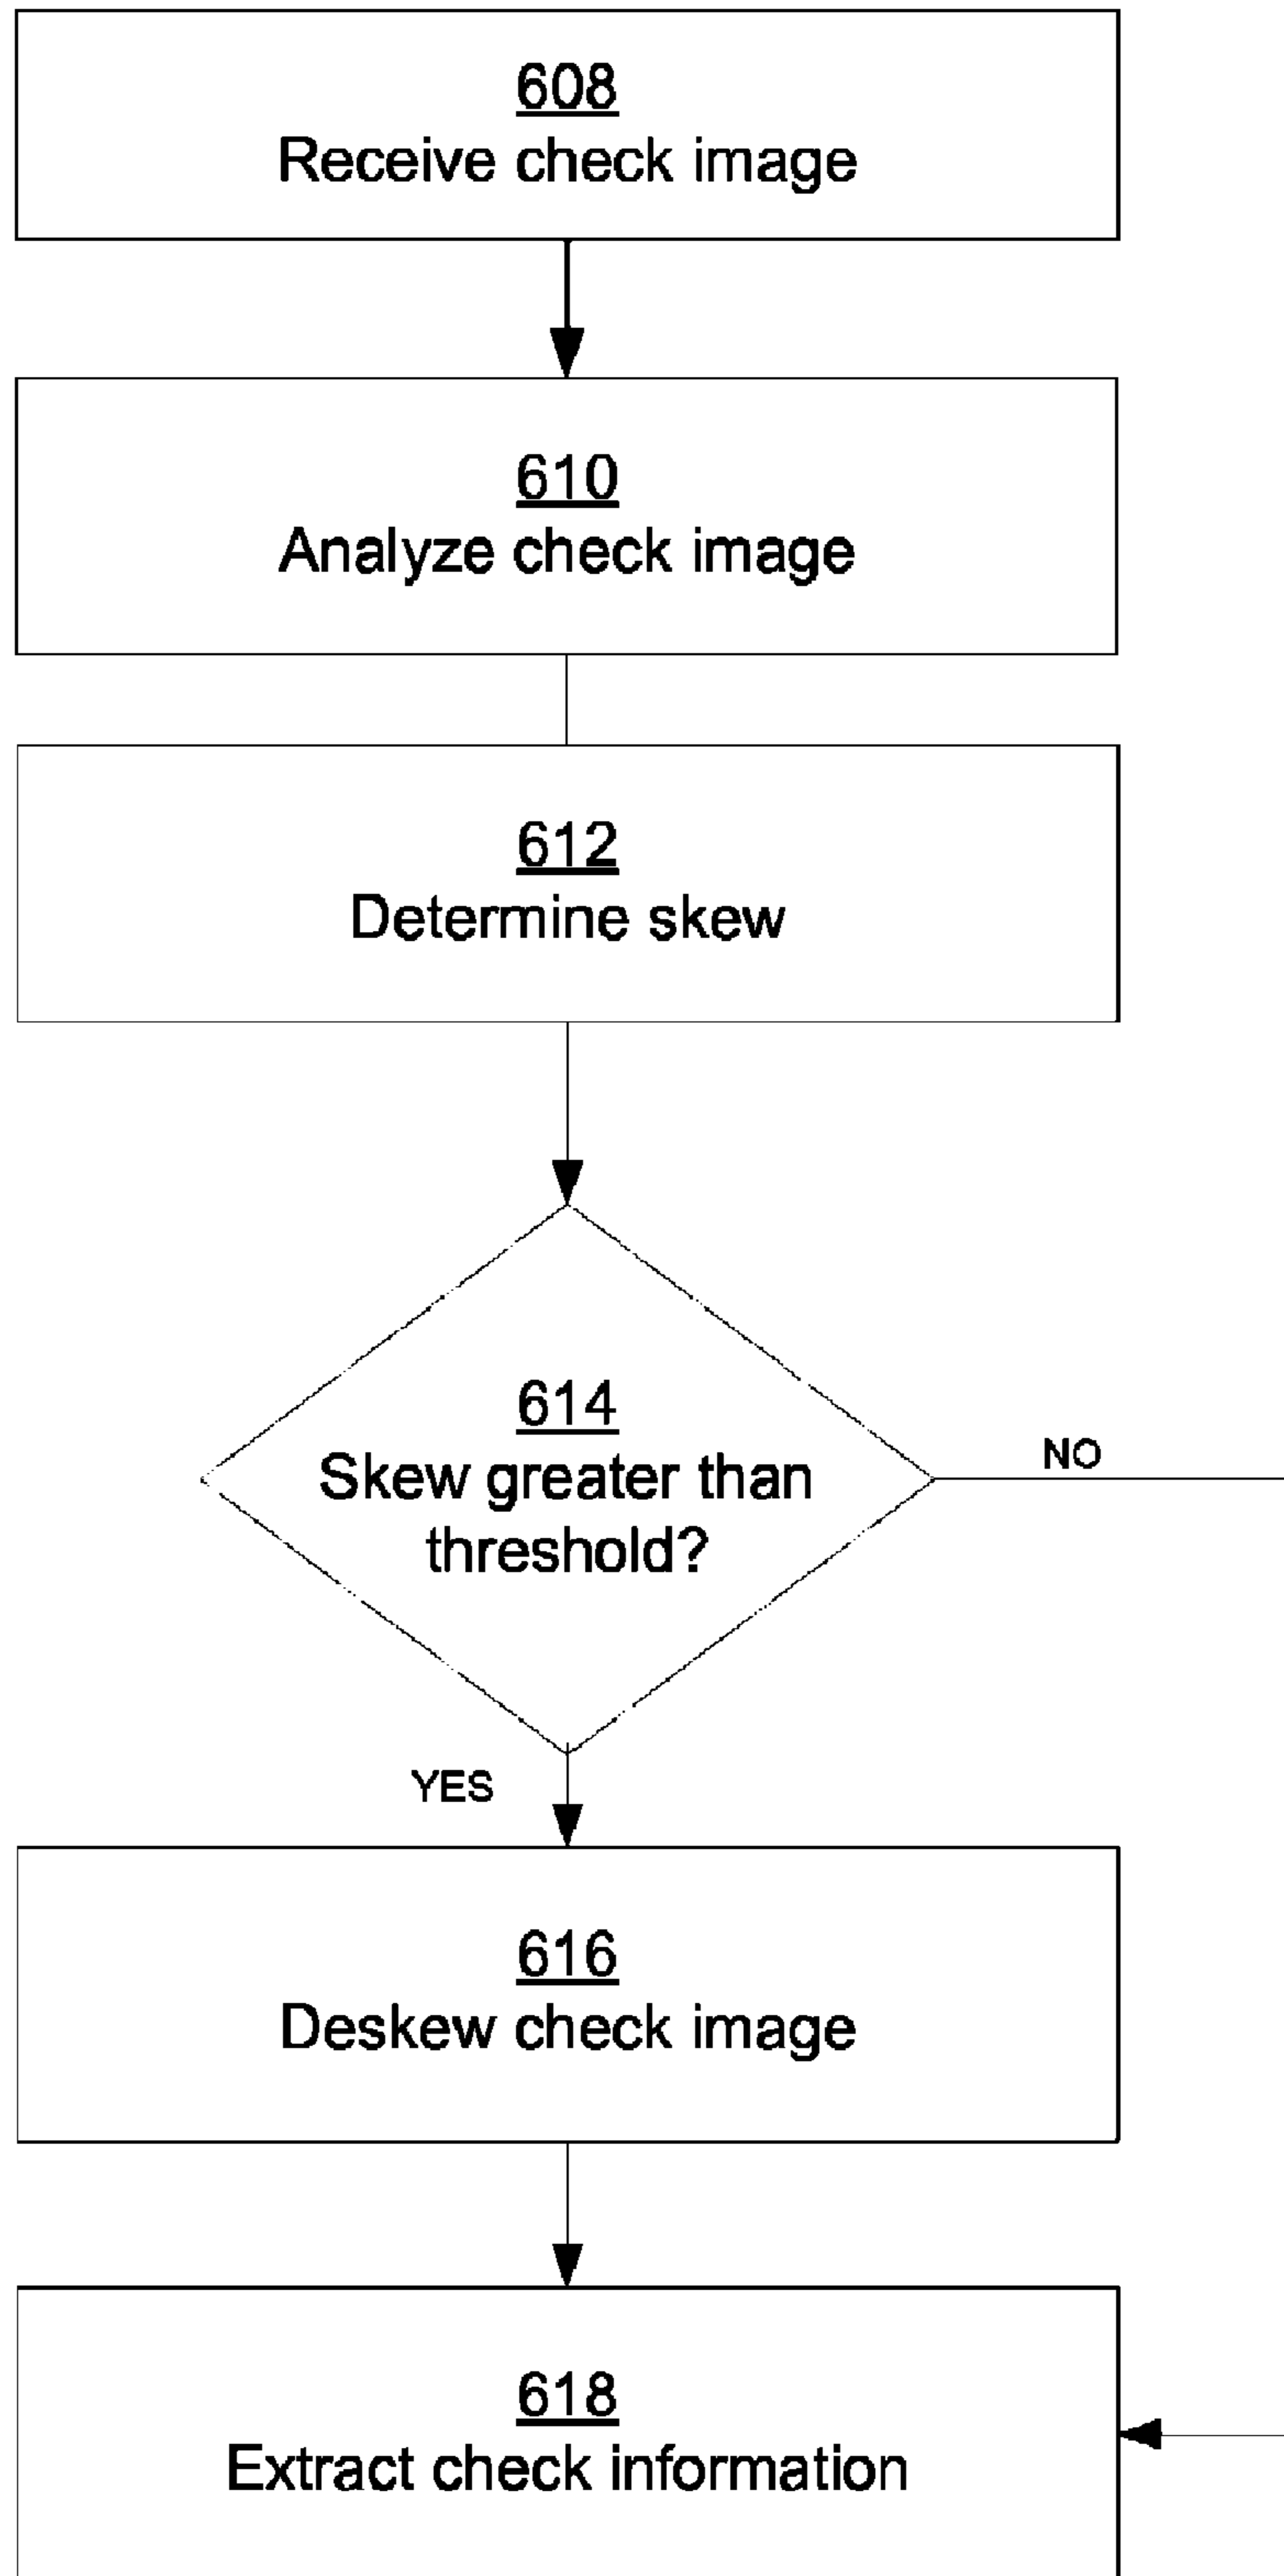 608
Receive check image
610
Analyze check image
612
Determine skew
614
Skew greater than
threshold?
NO
YES
616
Deskew check image
618
Extract check information